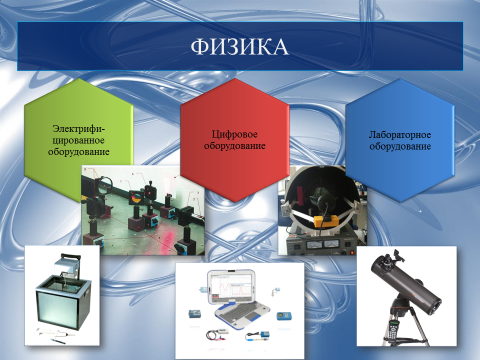 ФИЗИКА
Электрифи-
цированное
оборудование
Цифровое
оборудование
Лабораторное
оборудование